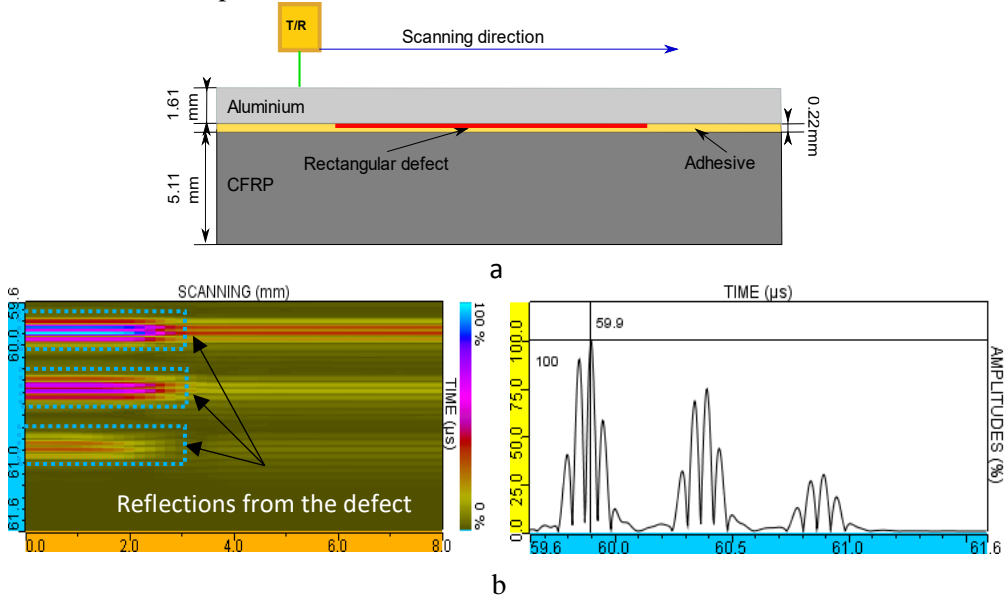 T/R
Scanning direction
1.61
mm
Aluminium
0.22mm
Rectangular defect
Adhesive
5.11
mm
CFRP
a
SCANNING (mm)
59.6
60.0
61.0
61.6
100 %
0 %
TIME (µs)
Reflections from the defect
0.0
2.0
4.0
6.0
8.0
TIME (µs)
59.9
100
100.0
75.0
50.0
25.0
0.0
AMPLITUDES (%)
59.6
60.0
60.5
61.0
61.6
b